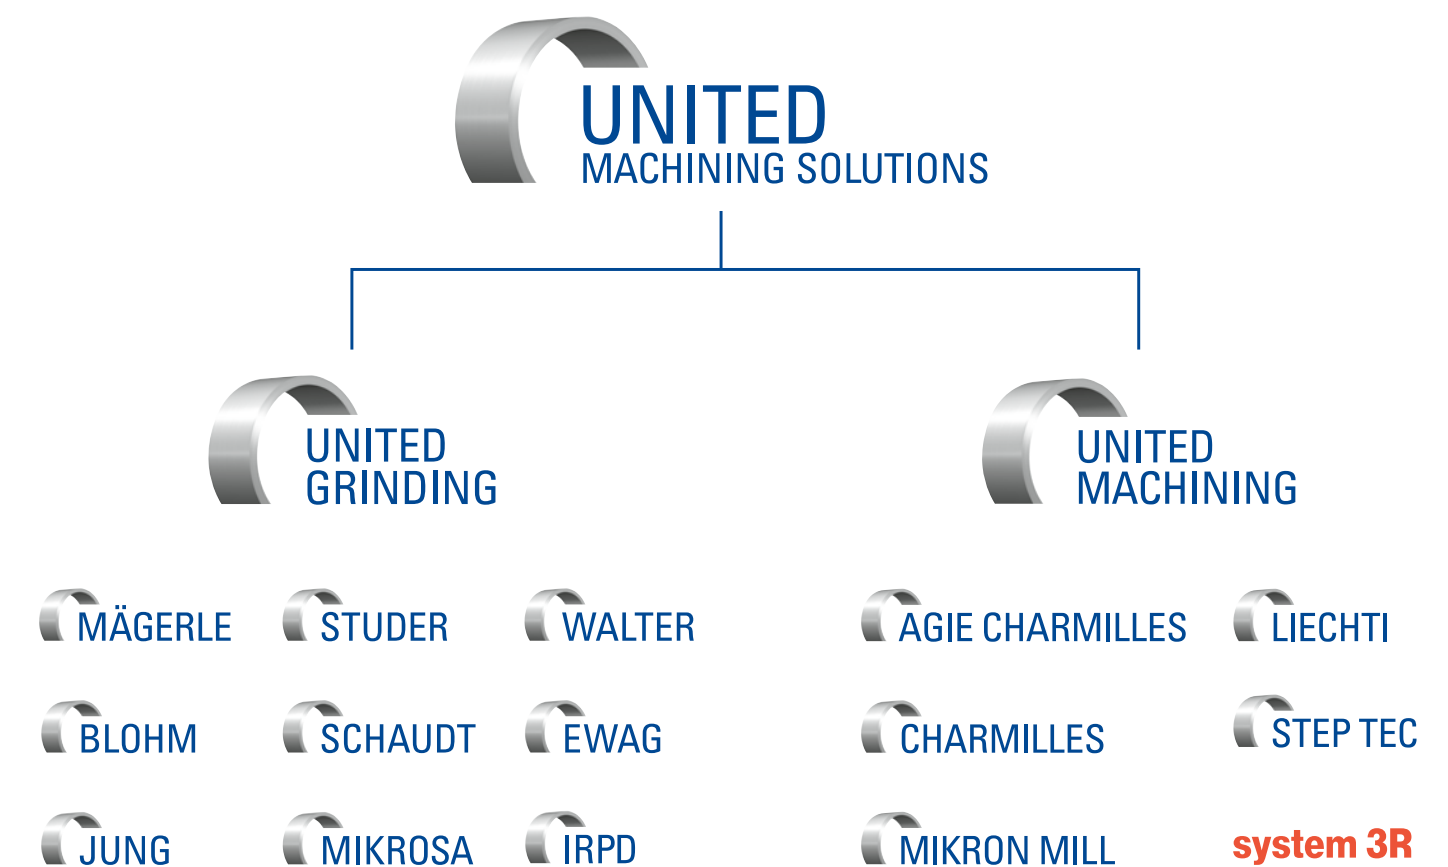 UNITED
MACHINING SOLUTIONS
UNITED
GRINDING
UNITED
MACHINING
MÄGERLE
STUDER
WALTER
AGIE CHARMILLES
LIECHTI
BLOHM
SCHAUDT
EWAG
CHARMILLES
STEP TEC
JUNG
MIKROSA
IRPD
MIKRON MILL
system 3R